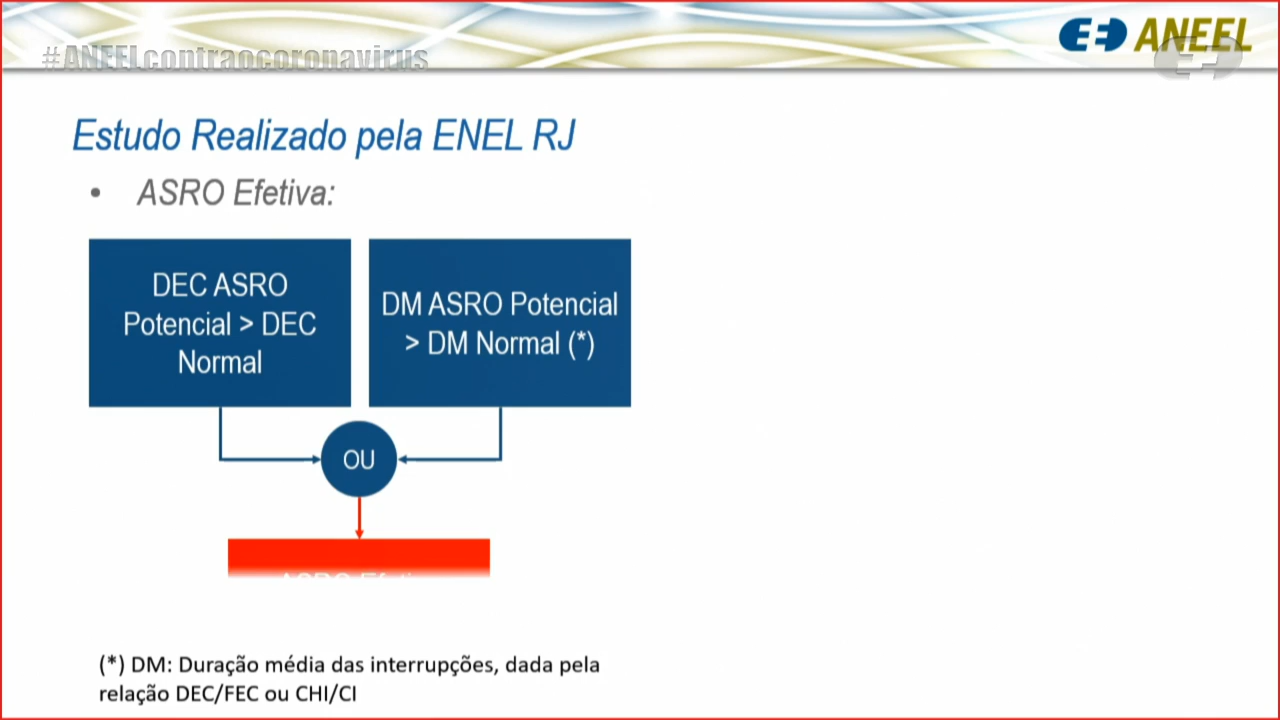 #ANEELcontraocoronavirus
ANEEL
Estudo Realizado pela ENEL RJ
• ASRO Efetiva:
DEC ASRO
Potencial > DEC
Normal
DM ASRO Potencial
> DM Normal (*)
OU
(*) DM: Duração média das interrupções, dada pela
relação DEC/FEC ou CHI/CI